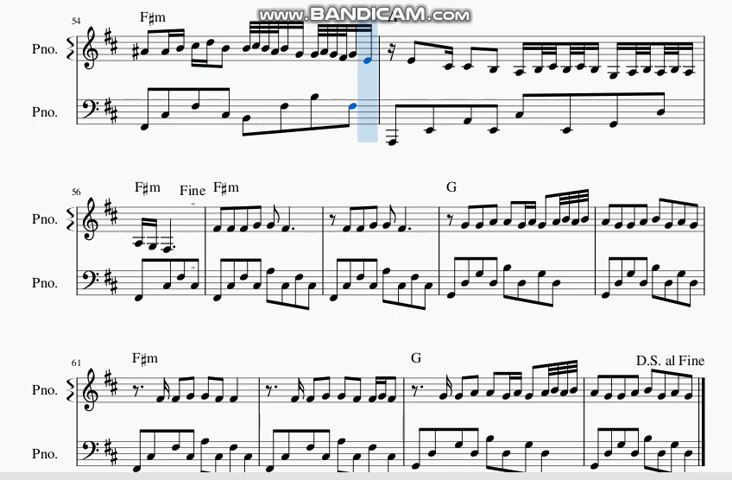 www.BANDICAM.com
54 F♯m
Pno.
Pno.
56 F♯m Fine F♯m G
Pno.
Pno.
61 F♯m G D.S. al Fine
Pno.
Pno.